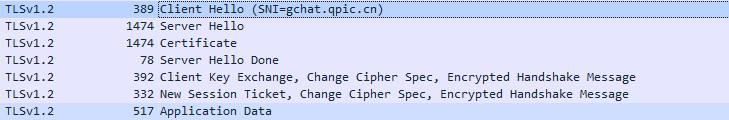 TLSv1.2 389 Client Hello (SNI=gchat.qpic.cn)
TLSv1.2 1474 Server Hello
TLSv1.2 1474 Certificate
TLSv1.2 78 Server Hello Done
TLSv1.2 392 Client Key Exchange, Change Cipher Spec, Encrypted Handshake Message
TLSv1.2 332 New Session Ticket, Change Cipher Spec, Encrypted Handshake Message
TLSv1.2 517 Application Data